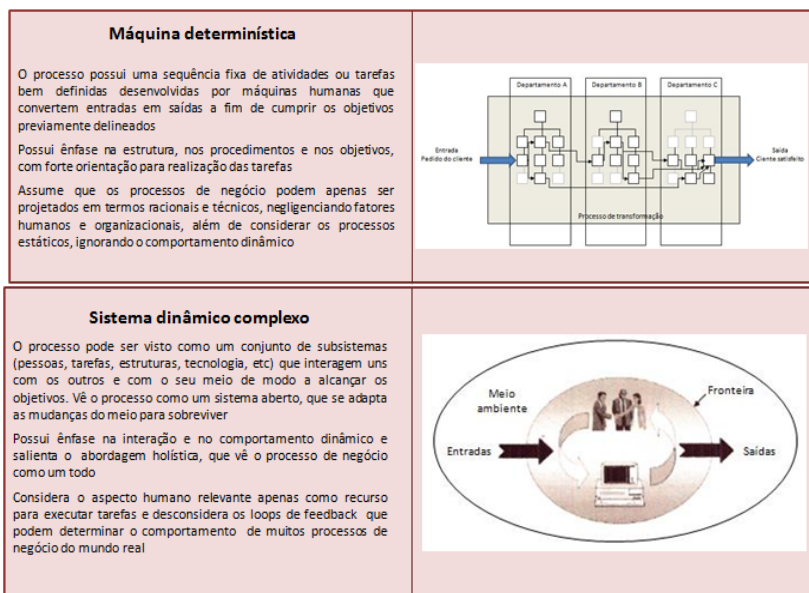 Máquina determinística
O processo possui uma sequência fixa de atividades ou tarefas
bem definidas desenvolvidas por máquinas humanas que
convertem entradas em saídas a fim de cumprir os objetivos
previamente delineados
Possui ênfase na estrutura, nos procedimentos e nos objetivos,
com forte orientação para realização das tarefas
Assume que os processos de negócio podem apenas ser
projetados em termos racionais e técnicos, negligenciando fatores
humanos e organizacionais, além de considerar os processos
estáticos, ignorando o comportamento dinâmico
Departamento A
Departamento B
Departamento C
Entrada
Pedido do cliente
Saída
Ciente satisfeito
Processo de transformação
Sistema dinâmico complexo
O processo pode ser visto como um conjunto de subsistemas
(pessoas, tarefas, estruturas, tecnologia, etc) que interagem uns
com os outros e com o seu meio de modo a alcançar os
objetivos. Vê o processo como um sistema aberto, que se adapta
as mudanças do meio para sobreviver
Possui ênfase na interação e no comportamento dinâmico e
salienta o abordagem holística, que vê o processo de negócio
como um todo
Considera o aspecto humano relevante apenas como recurso
para executar tarefas e desconsidera os loops de feedback que
podem determinar o comportamento de muitos processos de
negócio do mundo real
Meio
ambiente
Fronteira
Entradas
Saídas